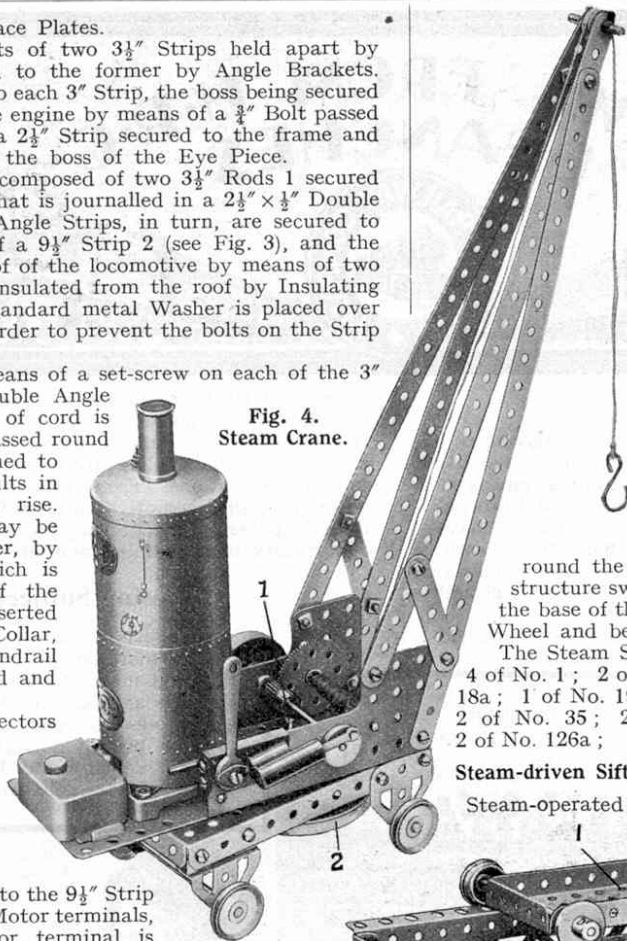 ace Plates.
ts of two 3½″ Strips held apart by
to the former by Angle Brackets.
o each 3″ Strip, the boss being secured
e engine by means of a ¾″ Bolt passed
a 2½″ Strip secured to the frame and
the boss of the Eye Piece.
composed of two 3½″ Rods 1 secured
hat is journalled in a 2½″ × ½″ Double
Angle Strips, in turn, are secured to
f a 9½″ Strip 2 (see Fig. 3), and the
of of the locomotive by means of two
nsulated from the roof by Insulating
tandard metal Washer is placed over
rder to prevent the bolts on the Strip
eans of a set-screw on each of the 3″
uble Angle
of cord is
assed round
ned to
ults in
rise.
ay be
er, by
ich is
f the
serted
Collar,
ndrail
d and
ectors
to the 9½″ Strip
Motor terminals,
or terminal is
Fig. 4.
Steam Crane.
1
2
round the
structure sw
the base of th
Wheel and be
The Steam S
4 of No. 1 ; 2 o
18a ; 1 of No. 1
2 of No. 35 ; 2
2 of No. 126a ;
Steam-driven Sift
Steam-operated
1